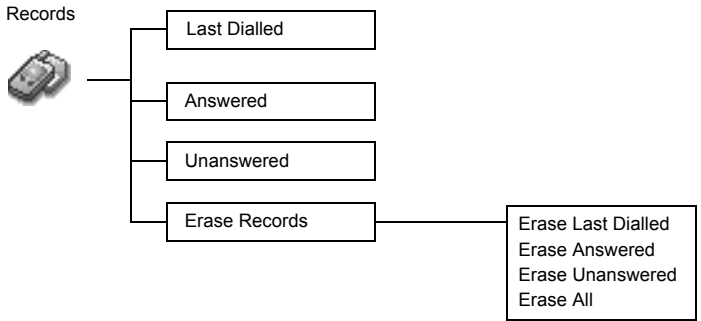 Records
Last Dialled
Answered
Unanswered
Erase Records
Erase Last Dialled
Erase Answered
Erase Unanswered
Erase All